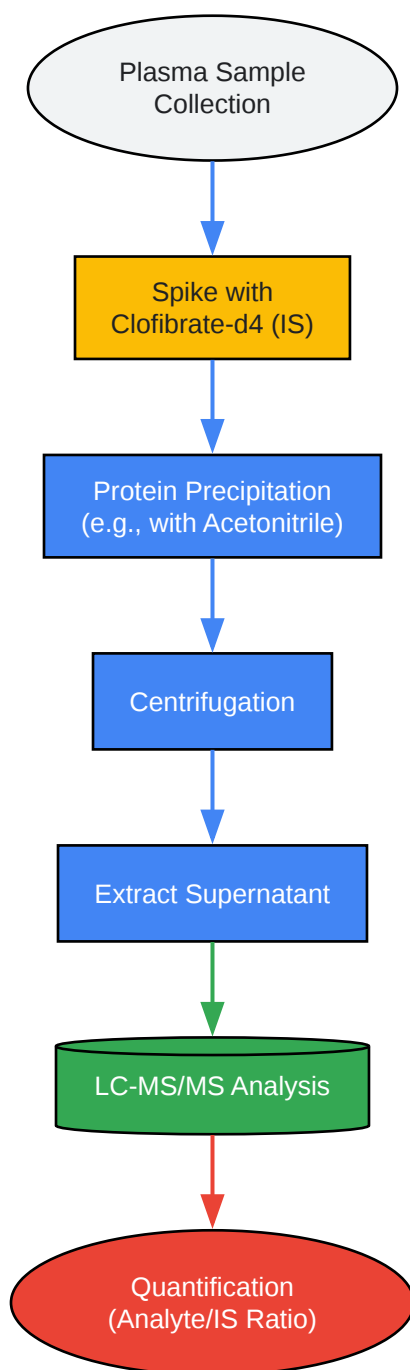 Plasma Sample
Collection
Spike with
Clofibrate-d4 (IS)
Protein Precipitation
(e.g., with Acetonitrile)
Centrifugation
Extract Supernatant
LC-MS/MS Analysis
Quantification
(Analyte/IS Ratio)